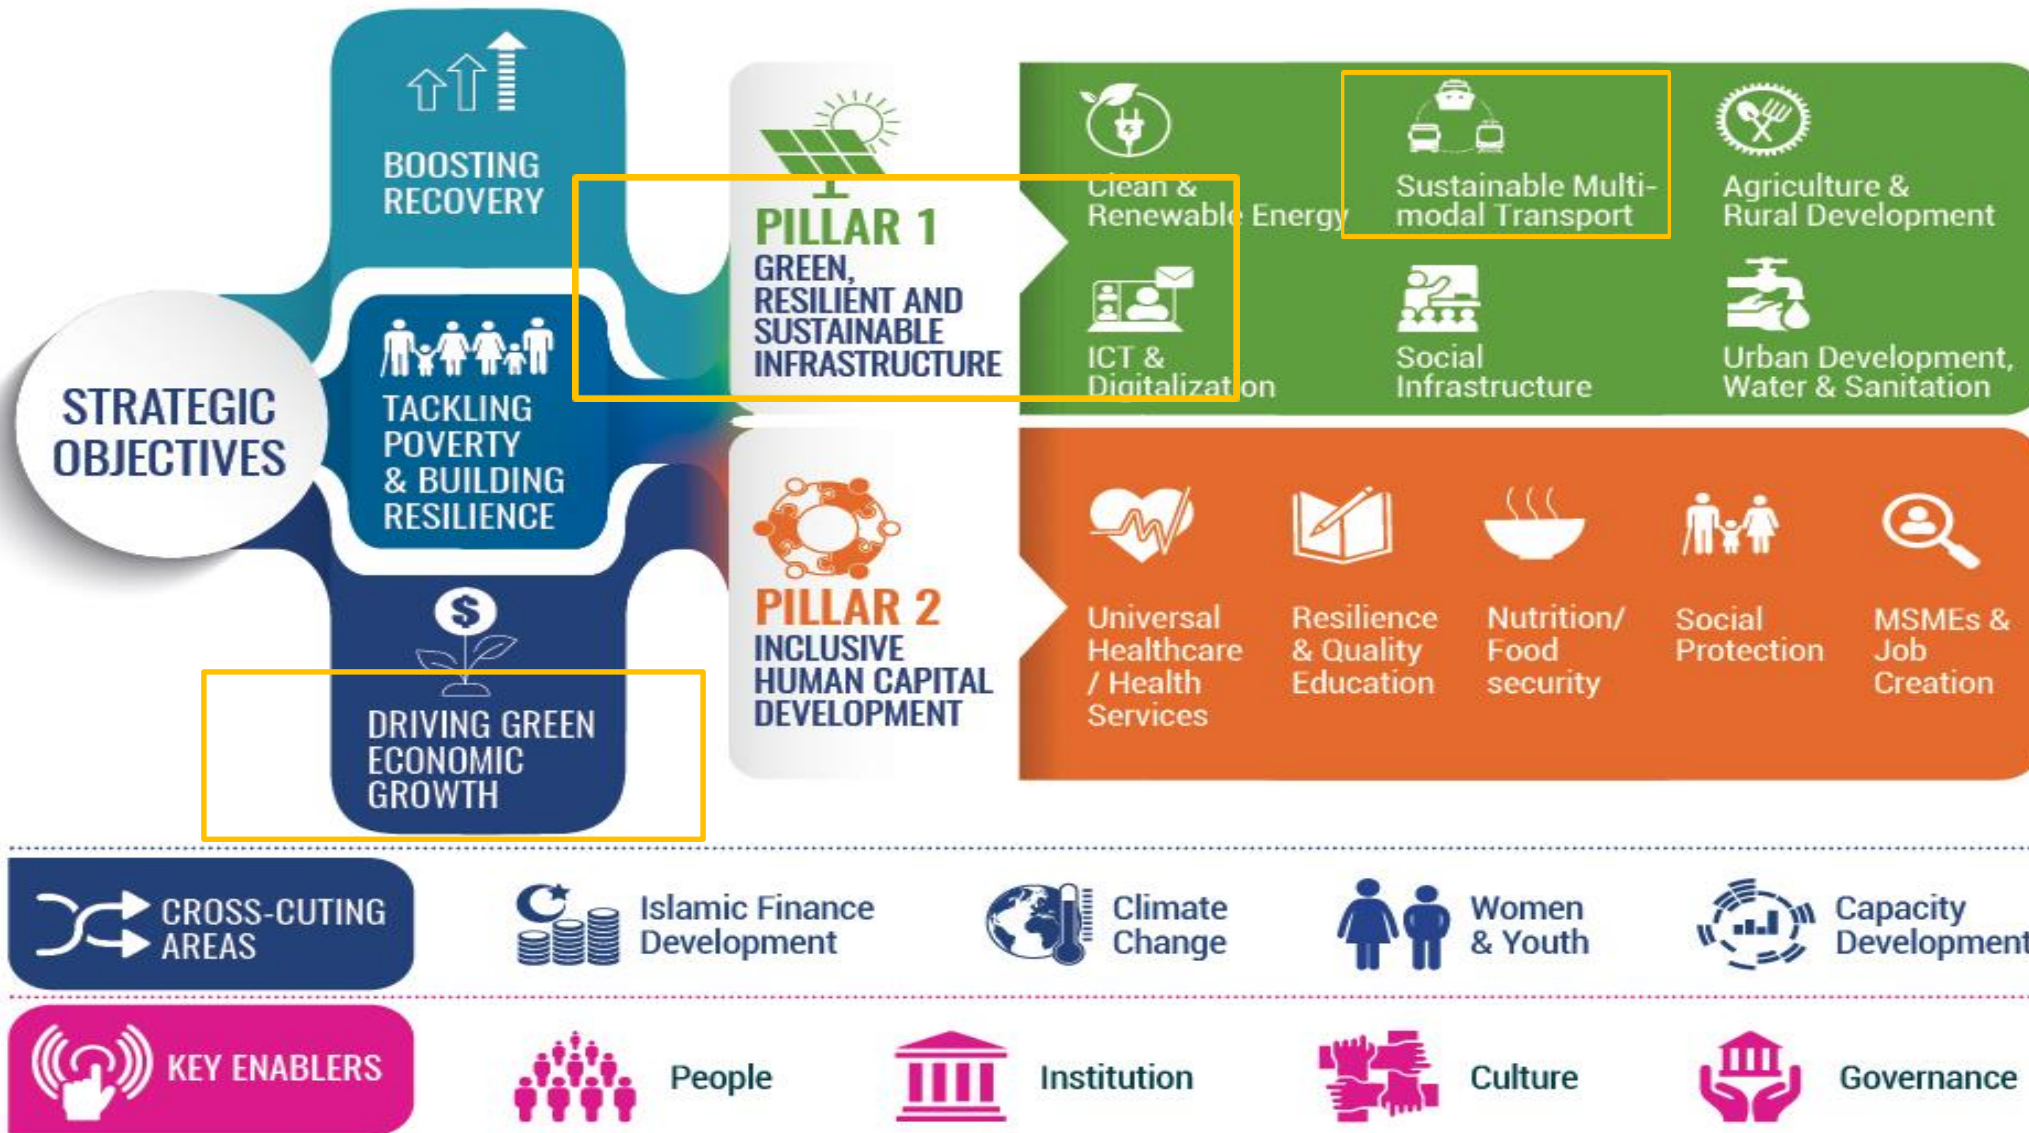 STRATEGIC
OBJECTIVES
BOOSTING
RECOVERY
TACKLING
POVERTY
& BUILDING
RESILIENCE
$
DRIVING GREEN
ECONOMIC
GROWTH
PILLAR 1
GREEN,
RESILIENT AND
SUSTAINABLE
INFRASTRUCTURE
Clean &
Renewable Energy
Sustainable Multi-
modal Transport
Agriculture &
Rural Development
ICT &
Digitalization
Social
Infrastructure
Urban Development,
Water & Sanitation
PILLAR 2
INCLUSIVE
HUMAN CAPITAL
DEVELOPMENT
Universal
Healthcare
/ Health
Services
Resilience
& Quality
Education
Nutrition/
Food
security
Social
Protection
MSMEs &
Job
Creation
CROSS-CUTING
AREAS
Islamic Finance
Development
Climate
Change
Women
& Youth
Capacity
Development
KEY ENABLERS
People
Institution
Culture
Governance